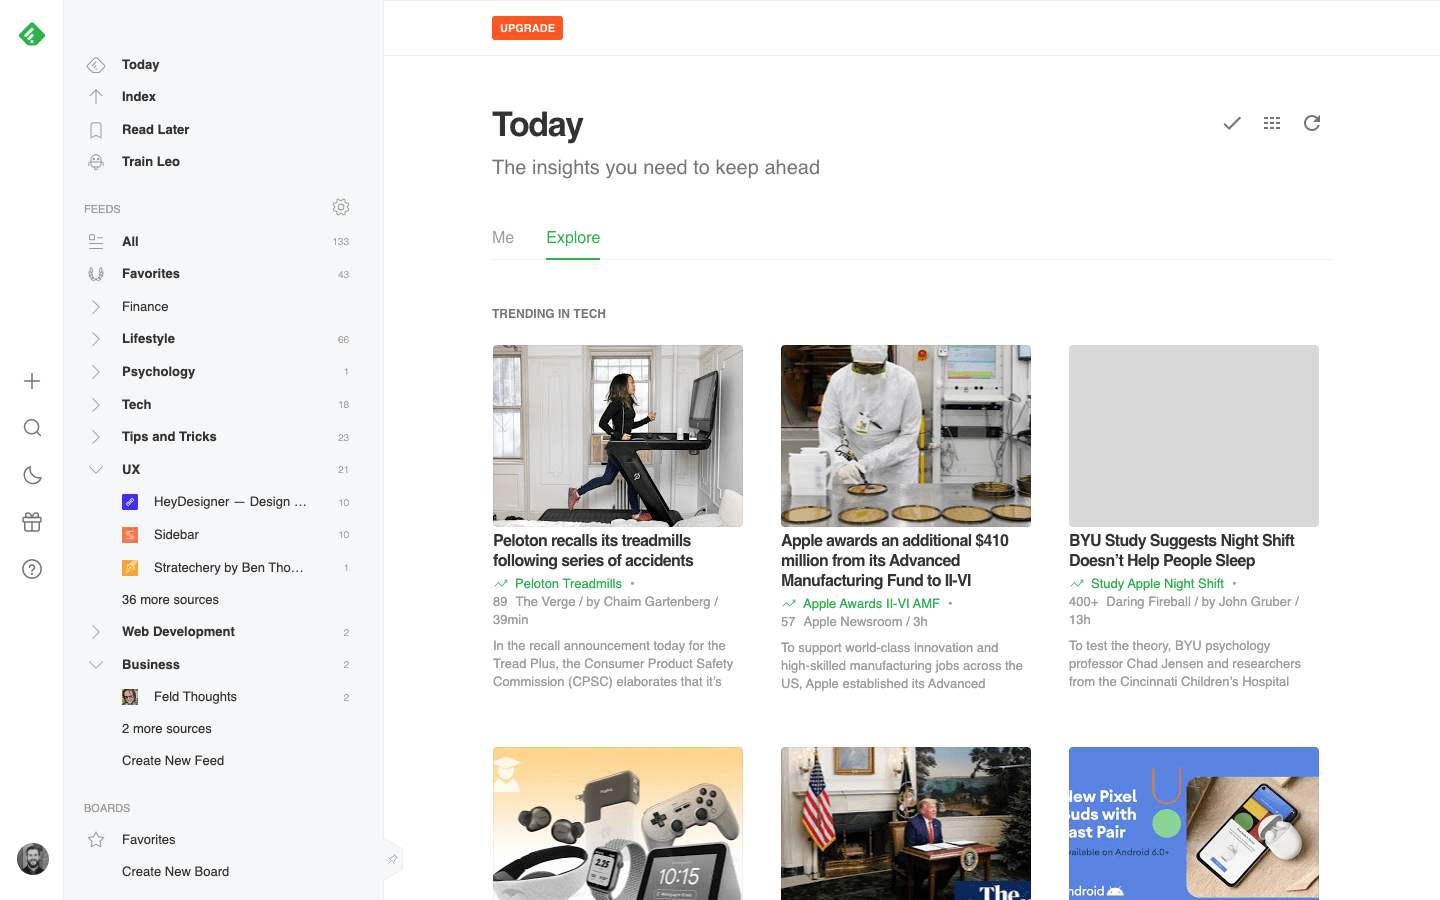 UPGRADE
Today
Index
Read Later
Train Leo
FEEDS
All 133
Favorites 43
Finance
Lifestyle 66
Psychology 1
Tech 18
Tips and Tricks 23
UX 21
HeyDesigner — Design ... 10
Sidebar 10
Stratechery by Ben Tho... 1
36 more sources
Web Development 2
Business 2
Feld Thoughts 2
2 more sources
Create New Feed
BOARDS
Favorites
Create New Board
Today
The insights you need to keep ahead
Me Explore
TRENDING IN TECH
Peloton recalls its treadmills
following series of accidents
Peloton Treadmills •
89 The Verge / by Chaim Gartenberg /
39min
In the recall announcement today for the
Tread Plus, the Consumer Product Safety
Commission (CPSC) elaborates that it's
Apple awards an additional $410
million from its Advanced
Manufacturing Fund to II-VI
Apple Awards II-VI AMF •
57 Apple Newsroom / 3h
To support world-class innovation and
high-skilled manufacturing jobs across the
US, Apple established its Advanced
BYU Study Suggests Night Shift
Doesn't Help People Sleep
Study Apple Night Shift •
400+ Daring Fireball / by John Gruber /
13h
To test the theory, BYU psychology
professor Chad Jensen and researchers
from the Cincinnati Children's Hospital
2:25
10:15
The
New Pixel
Buds with
Fast Pair
Available on Android 6.0+
Android